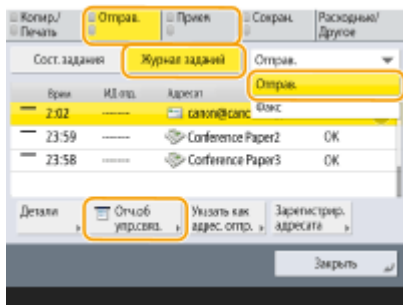 Копир./
Печать
Отправ.
Прием
Сохран.
Расходные/
Другое
Сост. задания
Журнал заданий
Отправ.
Отправ.
Факс
Время
ИД отд.
Адресат
2:02
--------
canon@canc
23:59
--------
Conference Paper2
OK
23:58
--------
Conference Paper3
OK
Детали
Отч.об
упр.связ.
Указать как
адрес. отпр.
Зарегистрир.
адресата
Закрыть